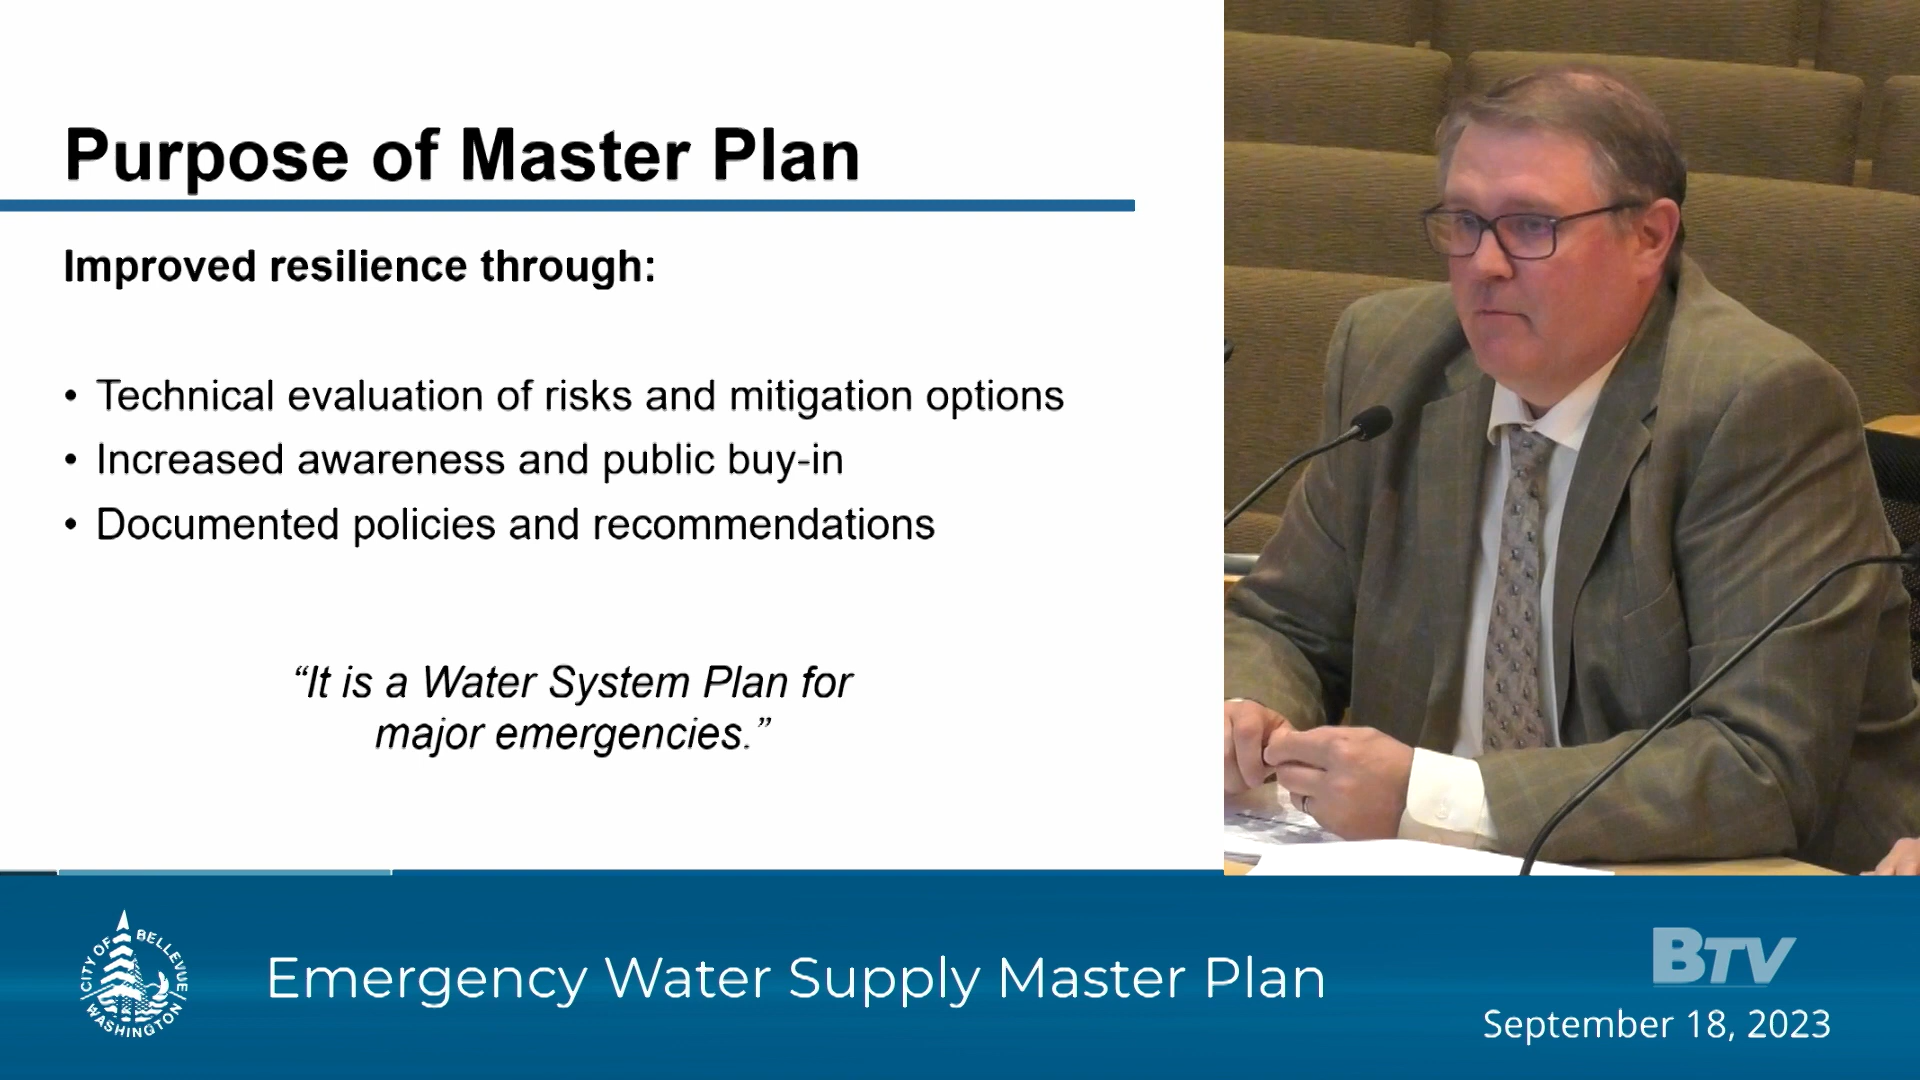 Purpose of Master Plan
Improved resilience through:
• Technical evaluation of risks and mitigation options
• Increased awareness and public buy-in
• Documented policies and recommendations
“It is a Water System Plan for
major emergencies.”
CITY OF BELLEVUE
WASHINGTON
Emergency Water Supply Master Plan
BTV
September 18, 2023